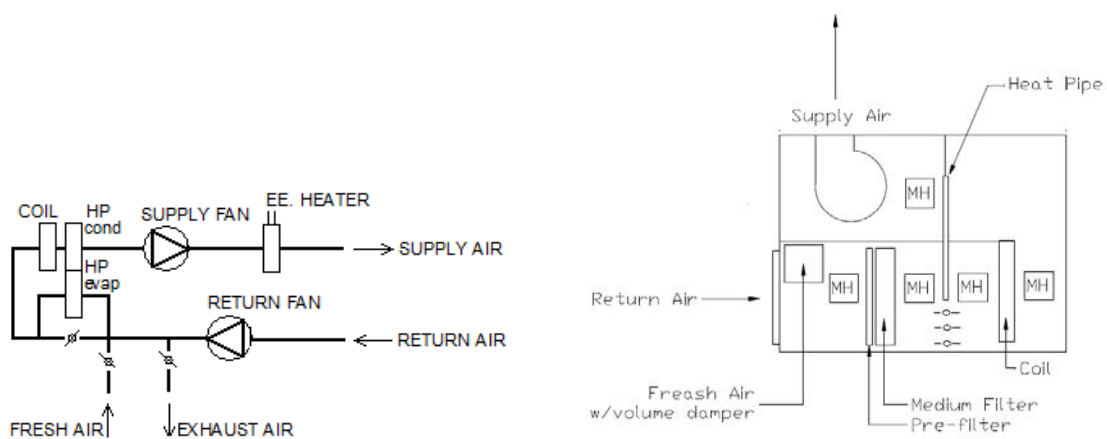 EE. HEATER
COIL
HP
cond
SUPPLY FAN
SUPPLY AIR
HP
evap
RETURN FAN
RETURN AIR
FRESH AIR
EXHAUST AIR
Heat Pipe
Supply Air
MH
MH
MH
MH
MH
Return Air
Coil
Freash Air
w/volume damper
Medium Filter
Pre-filter